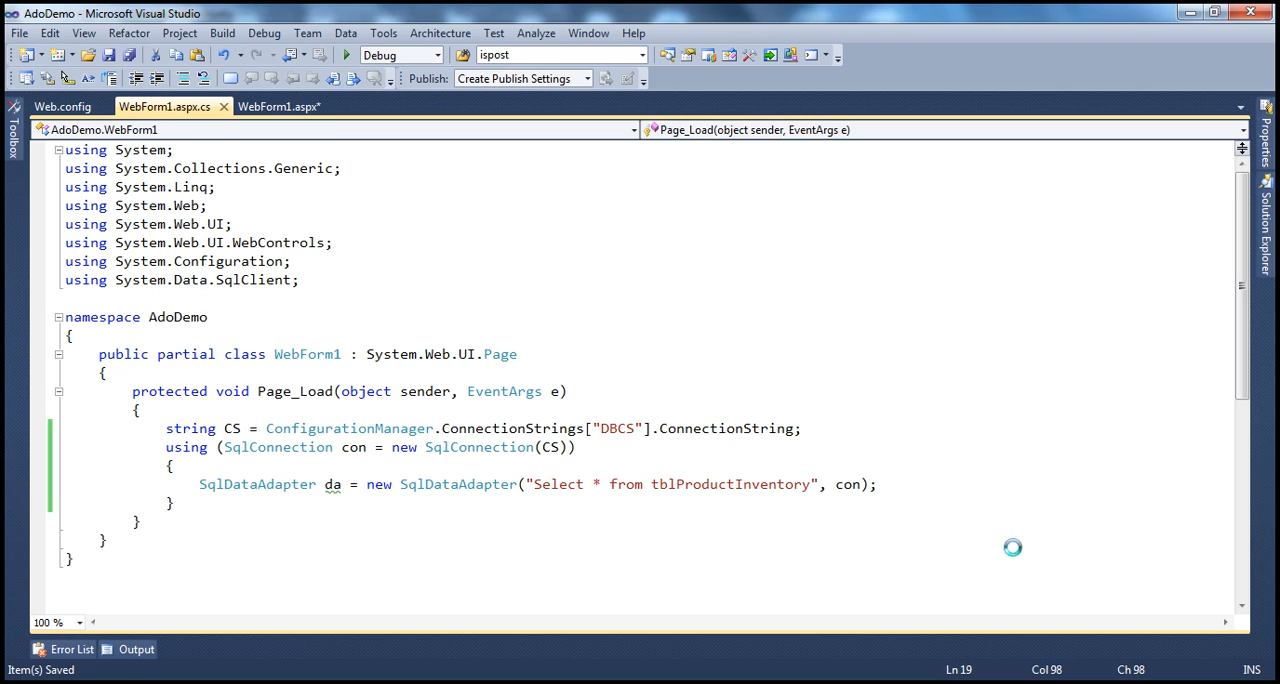 AdoDemo - Microsoft Visual Studio
File Edit View Refactor Project Build Debug Team Data Tools Architecture Test Analyze Window Help
Debug ispost
Publish: Create Publish Settings
Web.config WebForm1.aspx.cs WebForm1.aspx*
AdoDemo.WebForm1 Page_Load(object sender, EventArgs e)
Toolbox
Properties
Solution Explorer
using System;
using System.Collections.Generic;
using System.Linq;
using System.Web;
using System.Web.UI;
using System.Web.UI.WebControls;
using System.Configuration;
using System.Data.SqlClient;
namespace AdoDemo
{
public partial class WebForm1 : System.Web.UI.Page
{
protected void Page_Load(object sender, EventArgs e)
{
string CS = ConfigurationManager.ConnectionStrings["DBCS"].ConnectionString;
using (SqlConnection con = new SqlConnection(CS))
{
SqlDataAdapter da = new SqlDataAdapter("Select * from tblProductInventory", con);
}
}
}
}
100 %
Error List Output
Item(s) Saved Ln 19 Col 98 Ch 98 INS